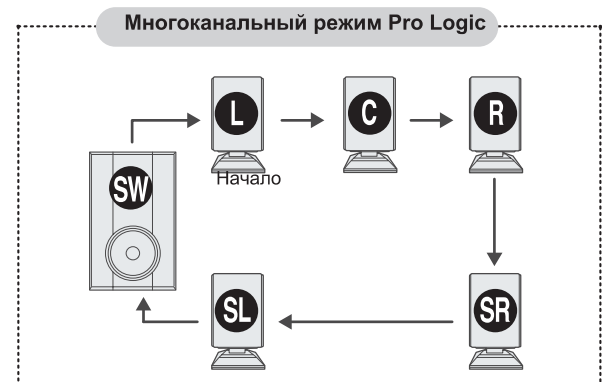 Многоканальный режим Pro Logic
L
C
R
Начало
SW
SL
SR